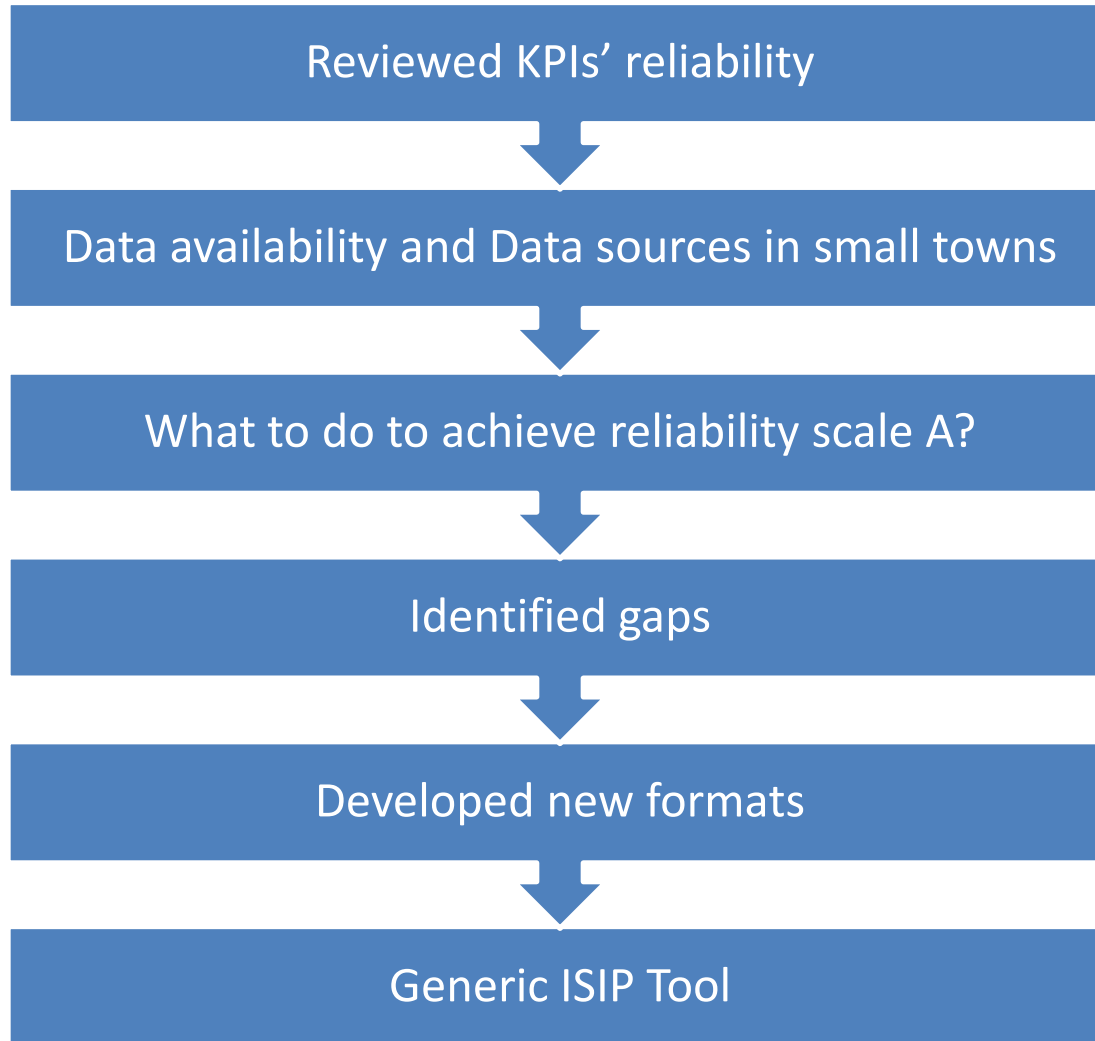 Reviewed KPIs’ reliability
Data availability and Data sources in small towns
What to do to achieve reliability scale A?
Identified gaps
Developed new formats
Generic ISIP Tool